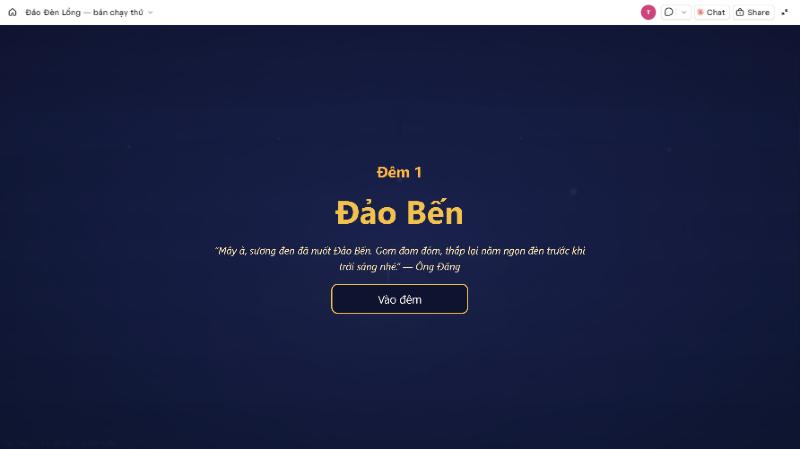 Đảo Đèn Lồng — bản chạy thử
T
Chat
Share
Đêm 1
Đảo Bến
“Mây à, sương đen đã nuốt Đảo Bến. Gom đom đóm, thắp lại năm ngọn đèn trước khi
trời sáng nhé.” — Ông Đăng
Vào đêm